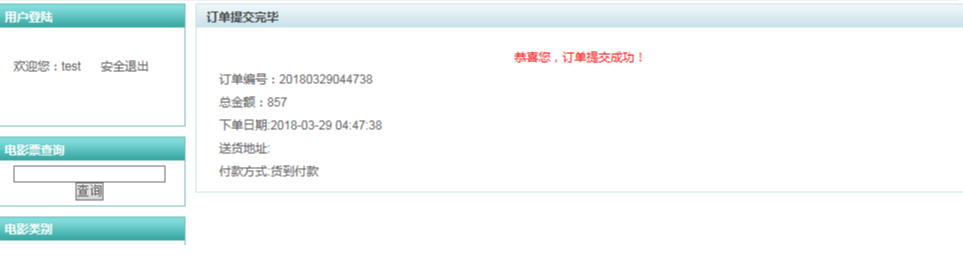 用户登陆
欢迎您：test 安全退出
电影票查询
查询
电影类别
订单提交完毕
恭喜您，订单提交成功！
订单编号：20180329044738
总金额：857
下单日期:2018-03-29 04:47:38
送货地址:
付款方式:货到付款